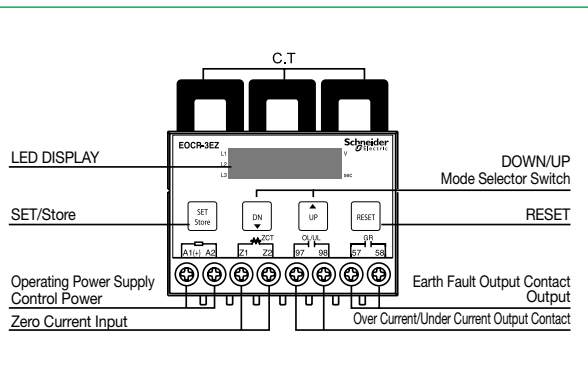 C.T
EOCR-3EZ
Schneider
Electric
L1
V
L2
L3
sec
LED DISPLAY
DOWN/UP
Mode Selector Switch
SET/Store
SET
Store
DN
UP
RESET
RESET
ZCT
OL/UL
GR
A1(+) A2 Z1 Z2 97 98 57 58
Operating Power Supply
Control Power
Earth Fault Output Contact
Output
Zero Current Input
Over Current/Under Current Output Contact